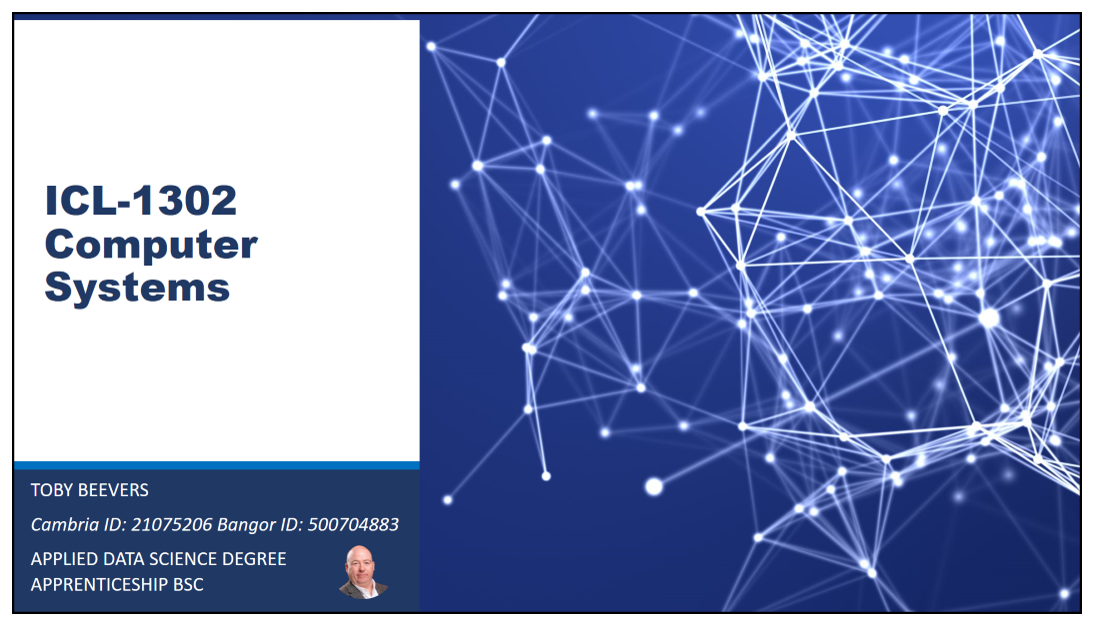 ICL-1302
Computer
Systems
TOBY BEEVERS
Cambria ID: 21075206 Bangor ID: 500704883
APPLIED DATA SCIENCE DEGREE
APPRENTICESHIP BSC